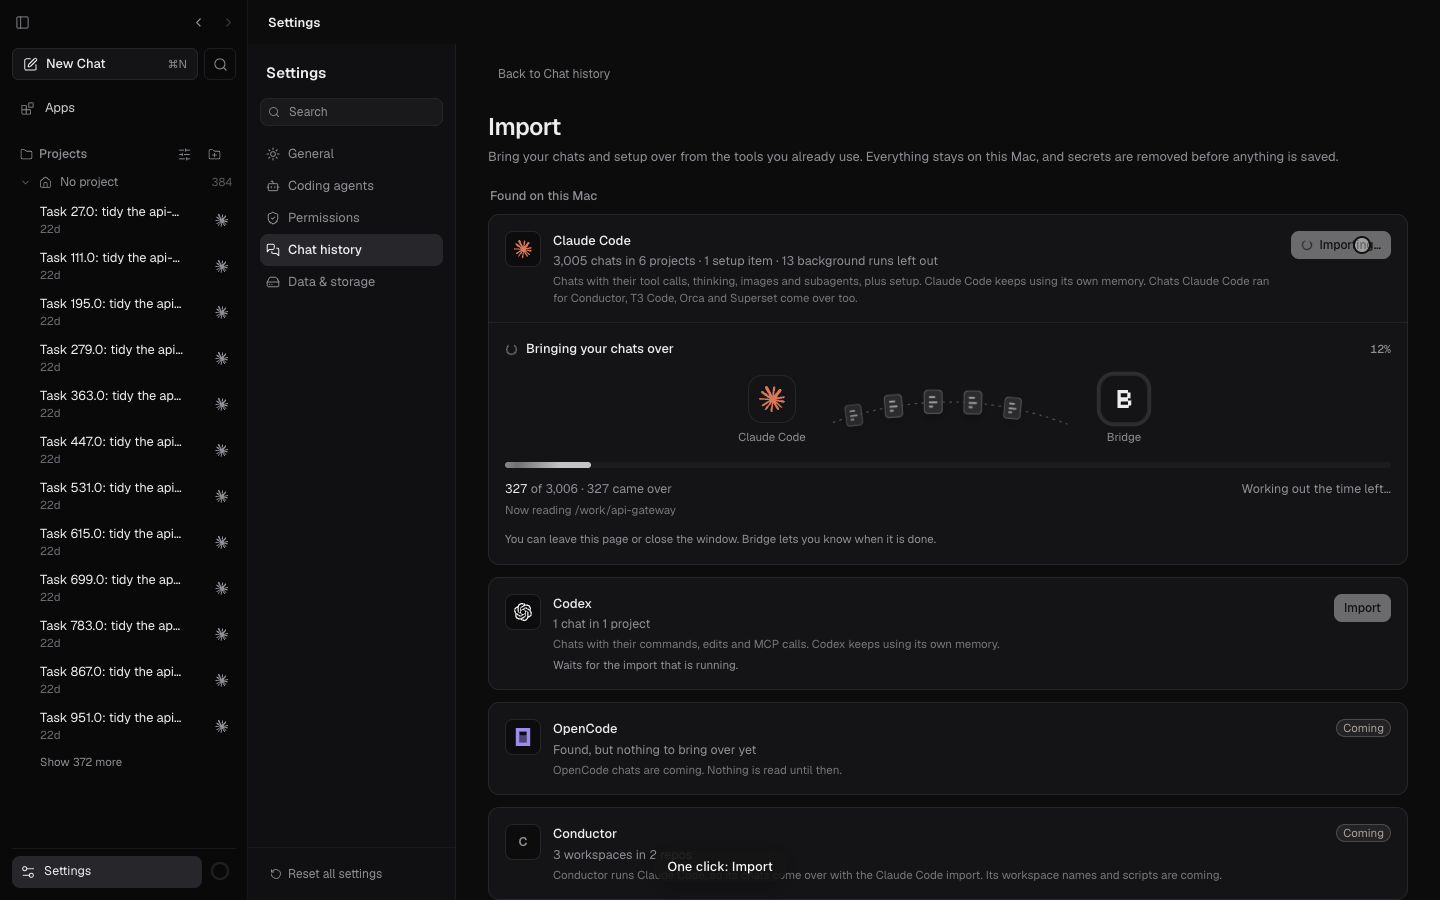 Settings
New Chat
⌘N
Apps
Projects
No project
384
Task 27.0: tidy the api-...
22d
Task 111.0: tidy the api-...
22d
Task 195.0: tidy the api...
22d
Task 279.0: tidy the api...
22d
Task 363.0: tidy the ap...
22d
Task 447.0: tidy the api...
22d
Task 531.0: tidy the api...
22d
Task 615.0: tidy the api...
22d
Task 699.0: tidy the ap...
22d
Task 783.0: tidy the ap...
22d
Task 867.0: tidy the api...
22d
Task 951.0: tidy the api...
22d
Show 372 more
Settings
Settings
Search
General
Coding agents
Permissions
Chat history
Data & storage
Reset all settings
Back to Chat history
Import
Bring your chats and setup over from the tools you already use. Everything stays on this Mac, and secrets are removed before anything is saved.
Found on this Mac
Claude Code
Importing...
3,005 chats in 6 projects · 1 setup item · 13 background runs left out
Chats with their tool calls, thinking, images and subagents, plus setup. Claude Code keeps using its own memory. Chats Claude Code ran
for Conductor, T3 Code, Orca and Superset come over too.
Bringing your chats over
12%
B
Claude Code
Bridge
327 of 3,006 · 327 came over
Working out the time left...
Now reading /work/api-gateway
You can leave this page or close the window. Bridge lets you know when it is done.
Codex
Import
1 chat in 1 project
Chats with their commands, edits and MCP calls. Codex keeps using its own memory.
Waits for the import that is running.
OpenCode
Coming
Found, but nothing to bring over yet
OpenCode chats are coming. Nothing is read until then.
C
Conductor
Coming
3 workspaces in 2 repos
One click: Import
Conductor runs come over with the Claude Code import. Its workspace names and scripts are coming.